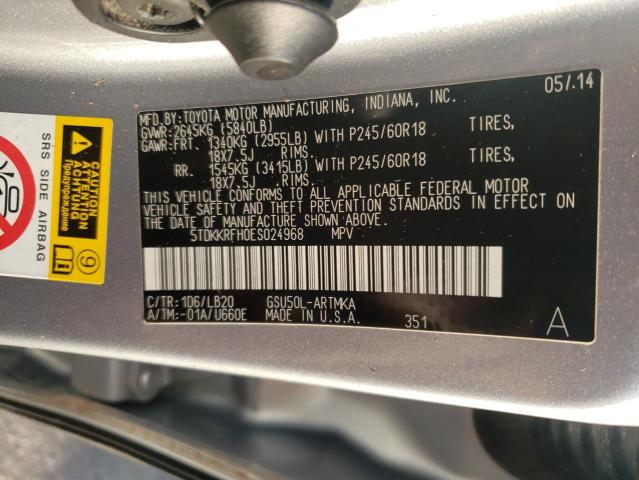 05/14
MFD.BY:TOYOTA MOTOR MANUFACTURING, INDIANA, INC.
GVWR:2645KG (5840LB)
GAWR:FRT. 1340KG (2955LB) WITH P245/60R18 TIRES,
18X7.5J RIMS.
RR. 1545KG (3415LB) WITH P245/60R18 TIRES,
18X7.5J RIMS.
THIS VEHICLE CONFORMS TO ALL APPLICABLE FEDERAL MOTOR
VEHICLE SAFETY AND THEFT PREVENTION STANDARDS IN EFFECT ON
THE DATE OF MANUFACTURE SHOWN ABOVE.
5TDKKRFH0ES024968 MPV
C/TR:1D6/LB20 GSU50L-ARTMKA
A/TM:-01A/U660E MADE IN U.S.A. 351 A
SRS SIDE AIRBAG
CAUTION
Предупреждение
9